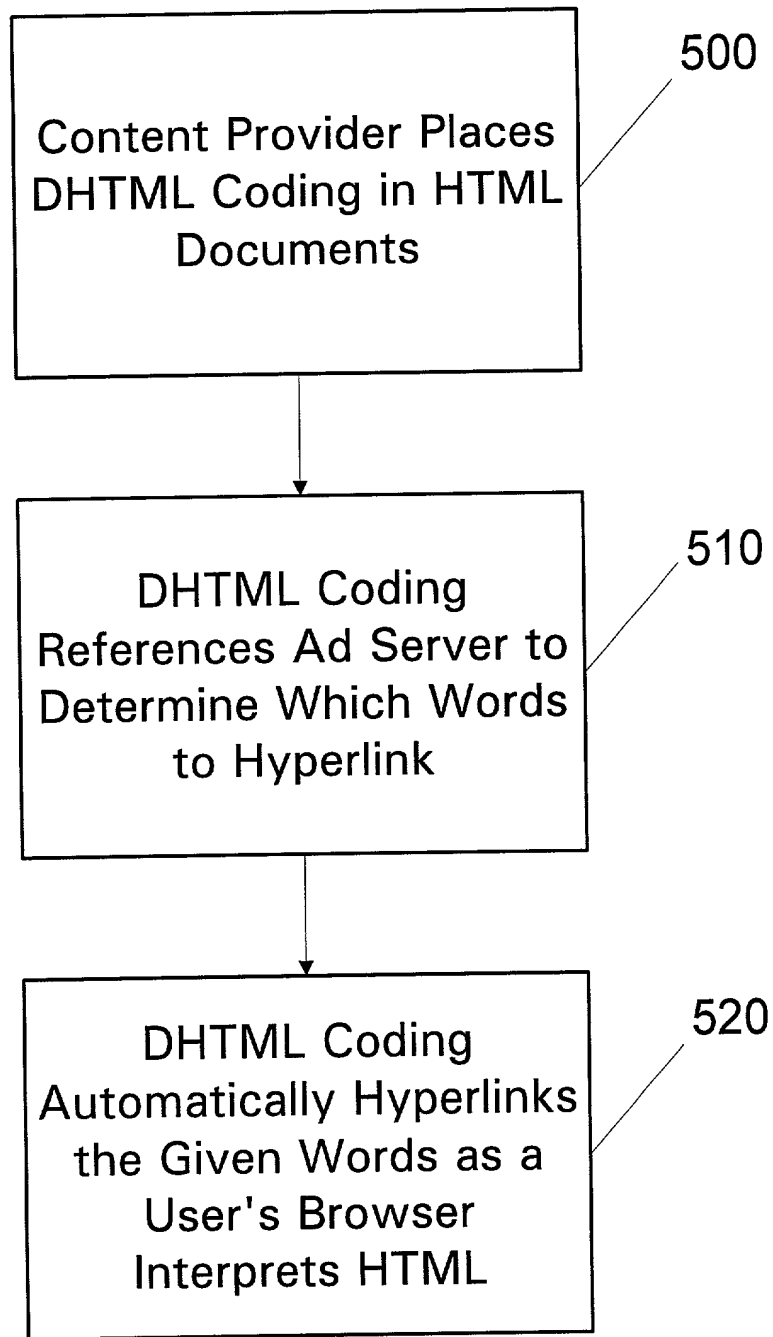 500
Content Provider Places
DHTML Coding in HTML
Documents
510
DHTML Coding
References Ad Server to
Determine Which Words
to Hyperlink
520
DHTML Coding
Automatically Hyperlinks
the Given Words as a
User's Browser
Interprets HTML